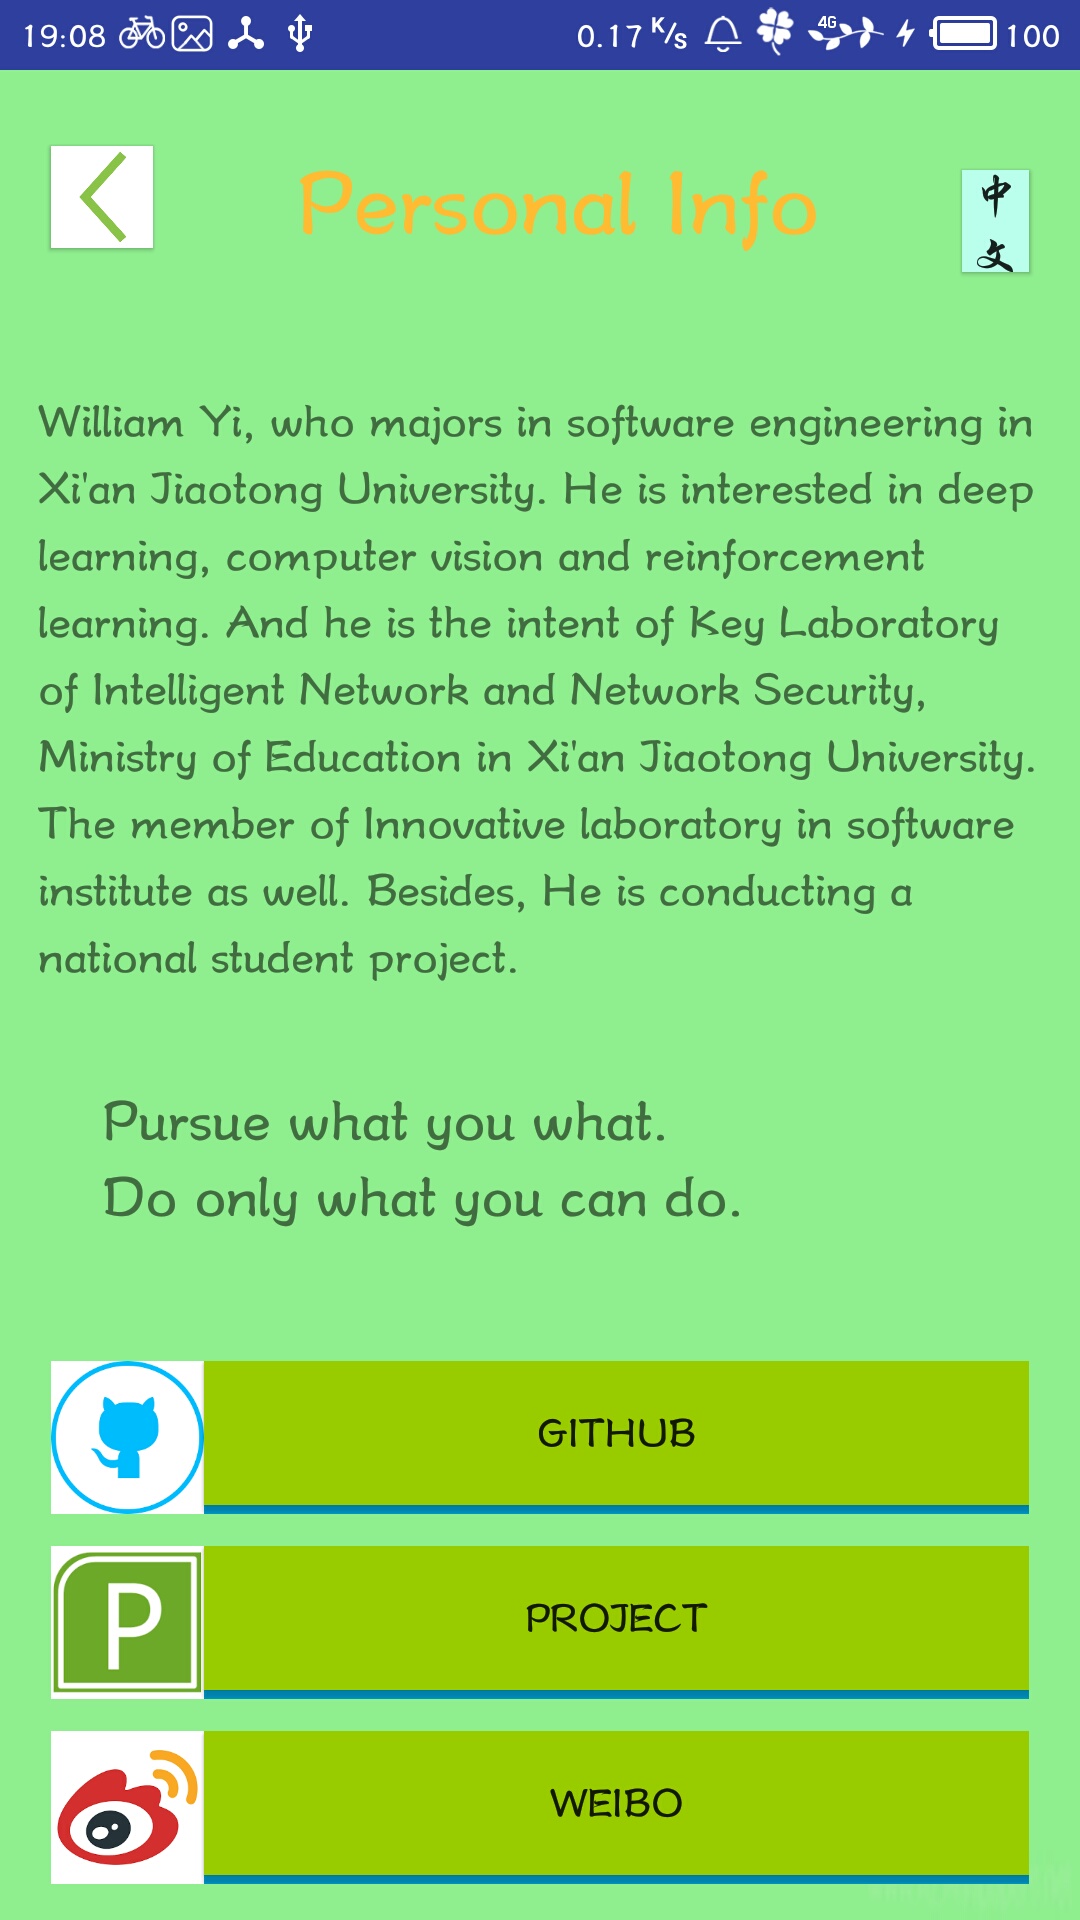 19:08 0.17 K/s 4G 100
Personal Info
中
文
William Yi, who majors in software engineering in
Xi'an Jiaotong University. He is interested in deep
learning, computer vision and reinforcement
learning. And he is the intent of Key Laboratory
of Intelligent Network and Network Security,
Ministry of Education in Xi'an Jiaotong University.
The member of Innovative laboratory in software
institute as well. Besides, He is conducting a
national student project.
Pursue what you what.
Do only what you can do.
GITHUB
P
PROJECT
WEIBO